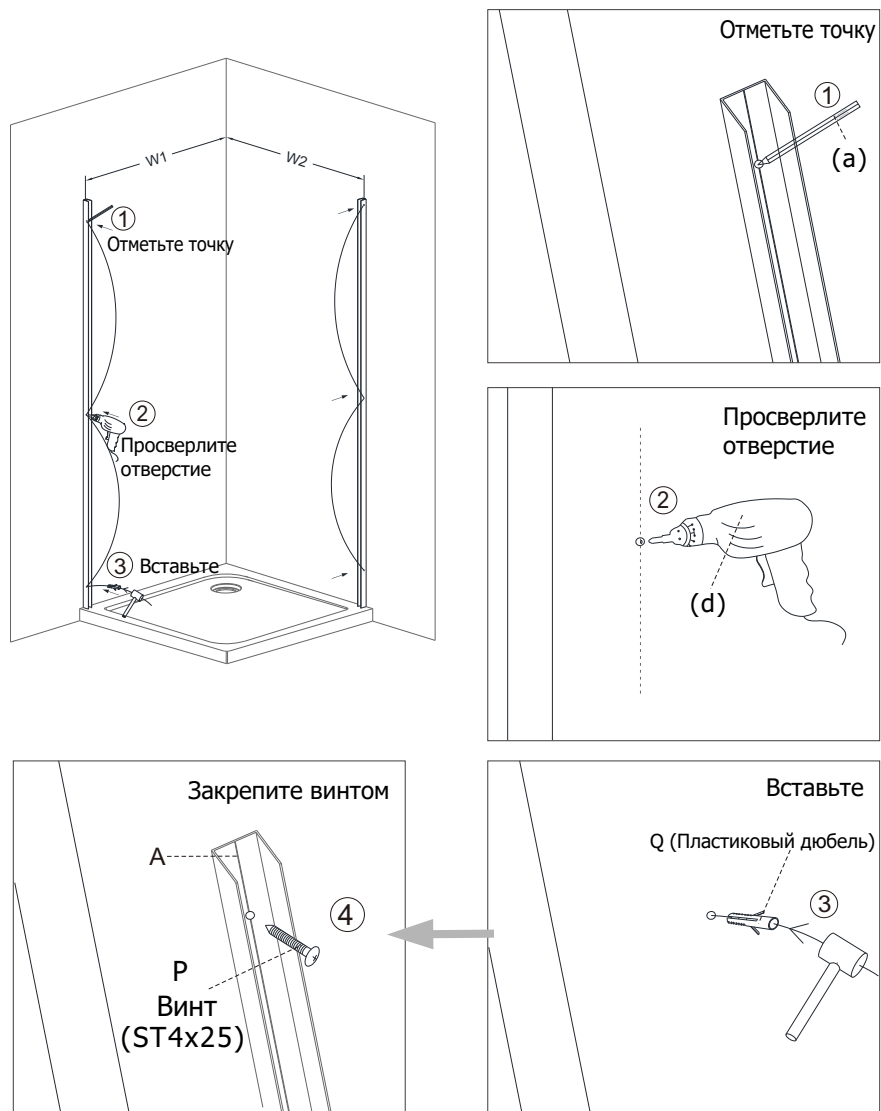 W1
W2
①
Отметьте точку
②
Просверлите
отверстие
③ Вставьте
Отметьте точку
①
(a)
Просверлите
отверстие
②
(d)
Закрепите винтом
A
④
P
Винт
(ST4x25)
Вставьте
Q (Пластиковый дюбель)
③